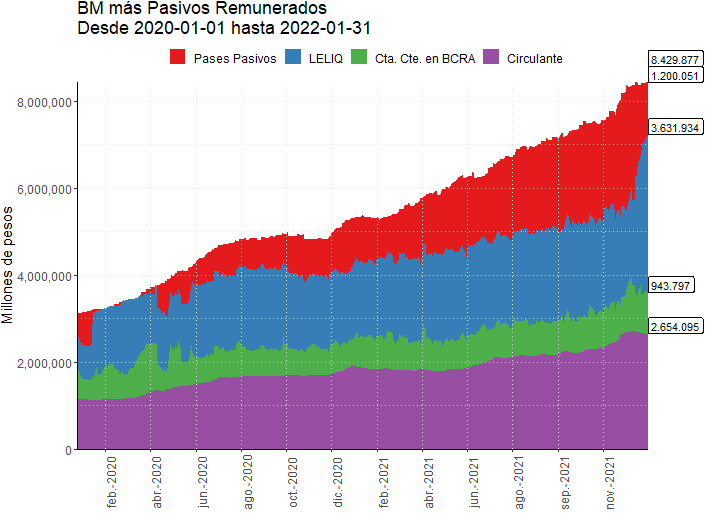 BM más Pasivos Remunerados
Desde 2020-01-01 hasta 2022-01-31
Pases Pasivos LELIQ Cta. Cte. en BCRA Circulante
8.429.877
1.200.051
3.631.934
943.797
2.654.095
Millones de pesos
8,000,000
6,000,000
4,000,000
2,000,000
0
feb.-2020 abr.-2020 jun.-2020 ago.-2020 oct.-2020 dic.-2020 feb.-2021 abr.-2021 jun.-2021 ago.-2021 sep.-2021 nov.-2021